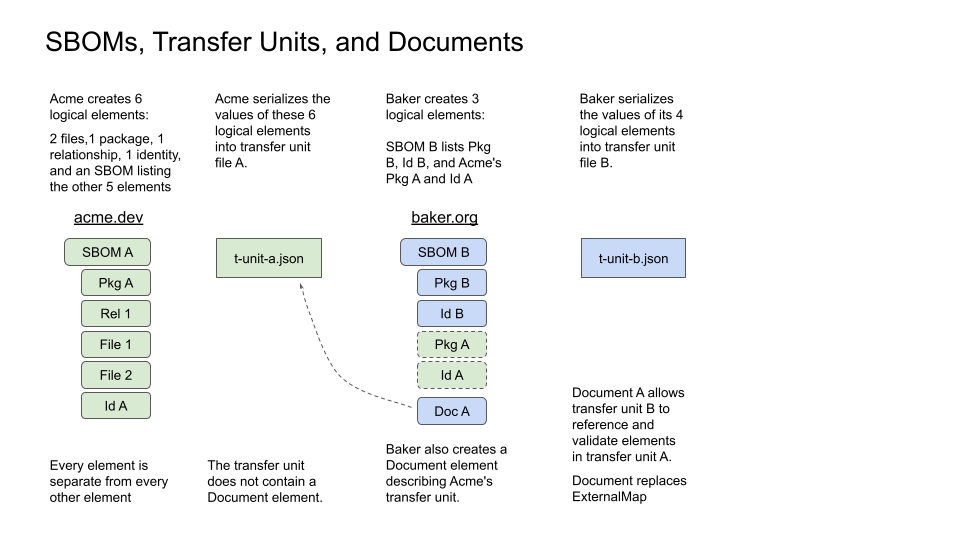 SBOMs, Transfer Units, and Documents
Acme creates 6
logical elements:
2 files,1 package, 1
relationship, 1 identity,
and an SBOM listing
the other 5 elements
acme.dev
SBOM A
Pkg A
Rel 1
File 1
File 2
Id A
Every element is
separate from every
other element
Acme serializes the
values of these 6
logical elements
into transfer unit
file A.
t-unit-a.json
The transfer unit
does not contain a
Document element.
Baker creates 3
logical elements:
SBOM B lists Pkg
B, Id B, and Acme's
Pkg A and Id A
baker.org
SBOM B
Pkg B
Id B
Pkg A
Id A
Doc A
Baker also creates a
Document element
describing Acme's
transfer unit.
Baker serializes
the values of its 4
logical elements
into transfer unit
file B.
t-unit-b.json
Document A allows
transfer unit B to
reference and
validate elements
in transfer unit A.
Document replaces
ExternalMap